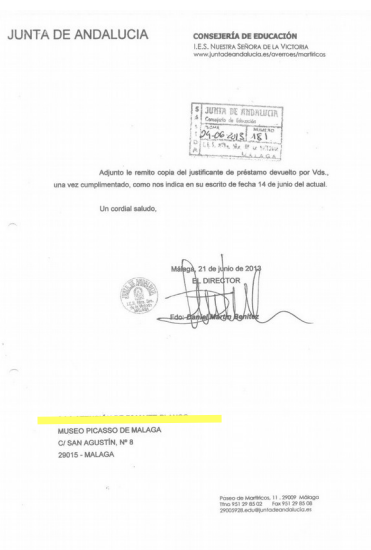 JUNTA DE ANDALUCIA
CONSEJERÍA DE EDUCACIÓN
I.E.S. NUESTRA SEÑORA DE LA VICTORIA
www.juntadeandalucia.es/averroes/martiricos
JUNTA DE ANDALUCIA
Consejería de Educación
181
MALAGA
Adjunto le remito copia del justificante de préstamo devuelto por Vds.,
una vez cumplimentado, como nos indica en su escrito de fecha 14 de junio del actual.
Un cordial saludo,
Málaga, 21 de junio de 2013
EL DIRECTOR
Fdo: Daniel Martín Benítez
MUSEO PICASSO DE MALAGA
C/ SAN AGUSTÍN, Nº 8
29015 - MALAGA
Paseo de Martiricos, 11 . 29009 Málaga
Tfno 951 29 85 02 Fax 951 29 85 08
29005928.edu@juntadeandalucia.es